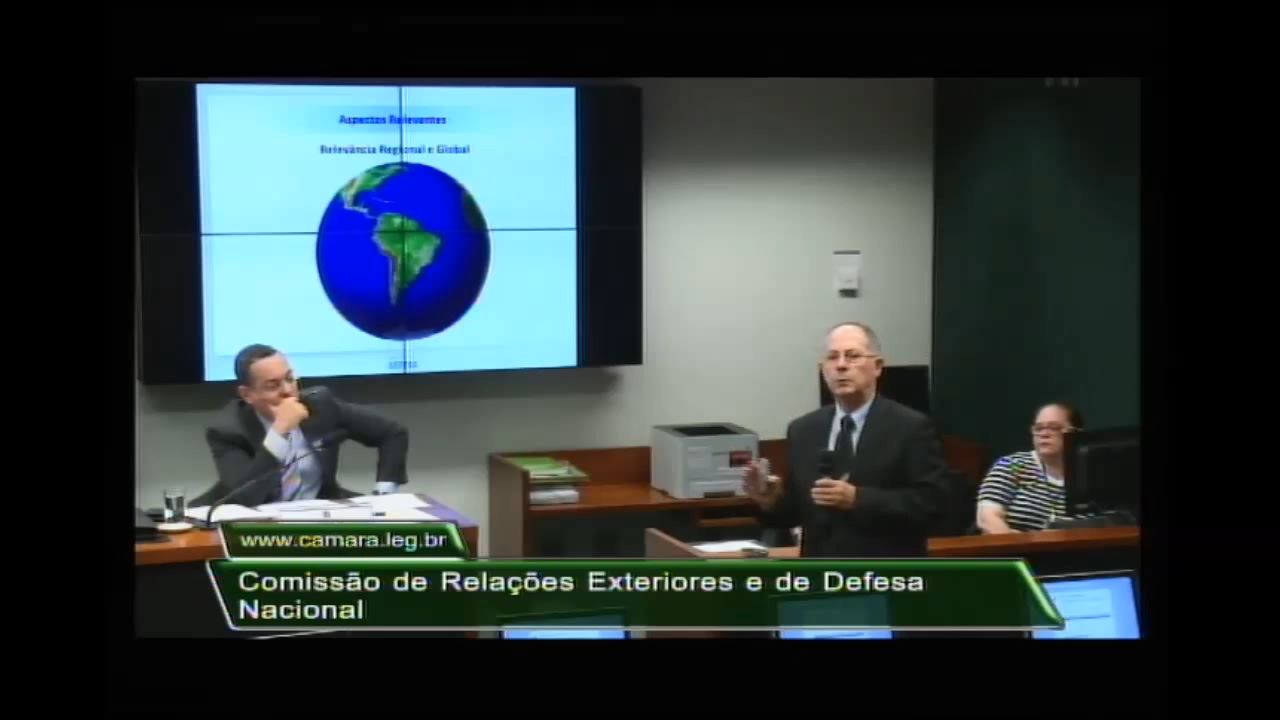 Aspectos Relevantes
Relevância Regional e Global
www.camara.leg.br
Comissão de Relações Exteriores e de Defesa
Nacional